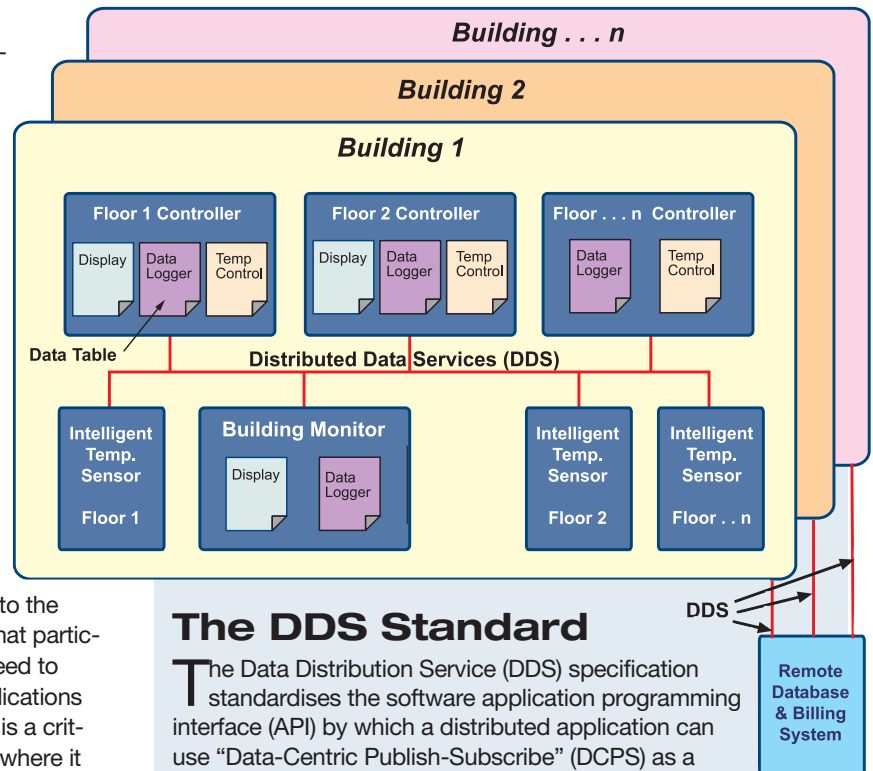 Building . . . n
Building 2
Building 1
Floor 1 Controller
Display
Data
Logger
Temp
Control
Floor 2 Controller
Display
Data
Logger
Temp
Control
Floor . . . n Controller
Data
Logger
Temp
Control
Data Table
Distributed Data Services (DDS)
Intelligent
Temp.
Sensor
Floor 1
Building Monitor
Display
Data
Logger
Intelligent
Temp.
Sensor
Floor 2
Intelligent
Temp.
Sensor
Floor . . n
DDS
Remote
Database
& Billing
System
to the
hat partic-
eed to
lications
is a crit-
where it
The DDS Standard
The Data Distribution Service (DDS) specification
standardises the software application programming
interface (API) by which a distributed application can
use “Data-Centric Publish-Subscribe” (DCPS) as a